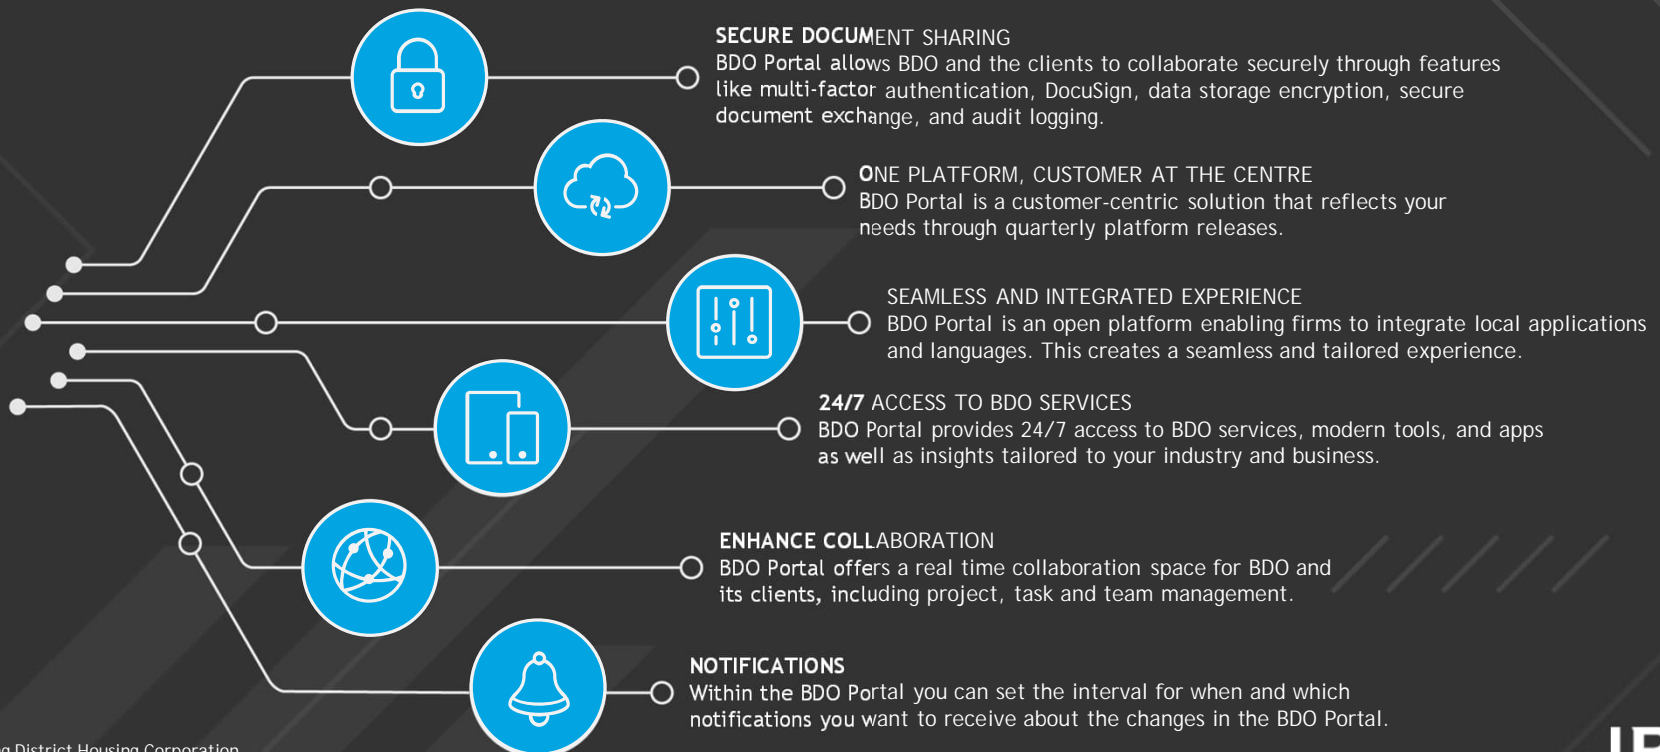 SECURE DOCUMENT SHARING
BDO Portal allows BDO and the clients to collaborate securely through features
like multi-factor authentication, DocuSign, data storage encryption, secure
document exchange, and audit logging.
ONE PLATFORM, CUSTOMER AT THE CENTRE
BDO Portal is a customer-centric solution that reflects your
needs through quarterly platform releases.
SEAMLESS AND INTEGRATED EXPERIENCE
BDO Portal is an open platform enabling firms to integrate local applications
and languages. This creates a seamless and tailored experience.
24/7 ACCESS TO BDO SERVICES
BDO Portal provides 24/7 access to BDO services, modern tools, and apps
as well as insights tailored to your industry and business.
ENHANCE COLLABORATION
BDO Portal offers a real time collaboration space for BDO and
its clients, including project, task and team management.
NOTIFICATIONS
Within the BDO Portal you can set the interval for when and which
notifications you want to receive about the changes in the BDO Portal.
District Housing Corporation